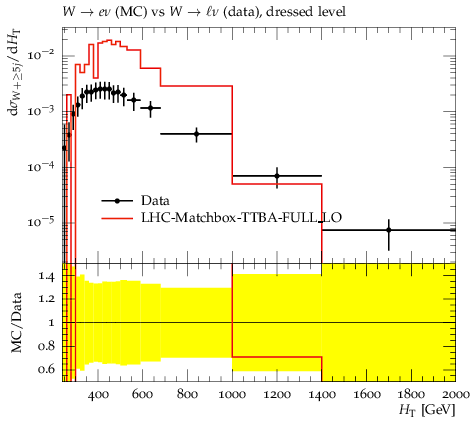 W → eν (MC) vs W → ℓν (data), dressed level
dσ_{W+≥5j}/dH_T
10^{−2}
10^{−3}
10^{−4}
10^{−5}
Data
LHC-Matchbox-TTBA-FULL LO
MC/Data
1.4
1.2
1
0.8
0.6
400 600 800 1000 1200 1400 1600 1800 2000
H_T [GeV]